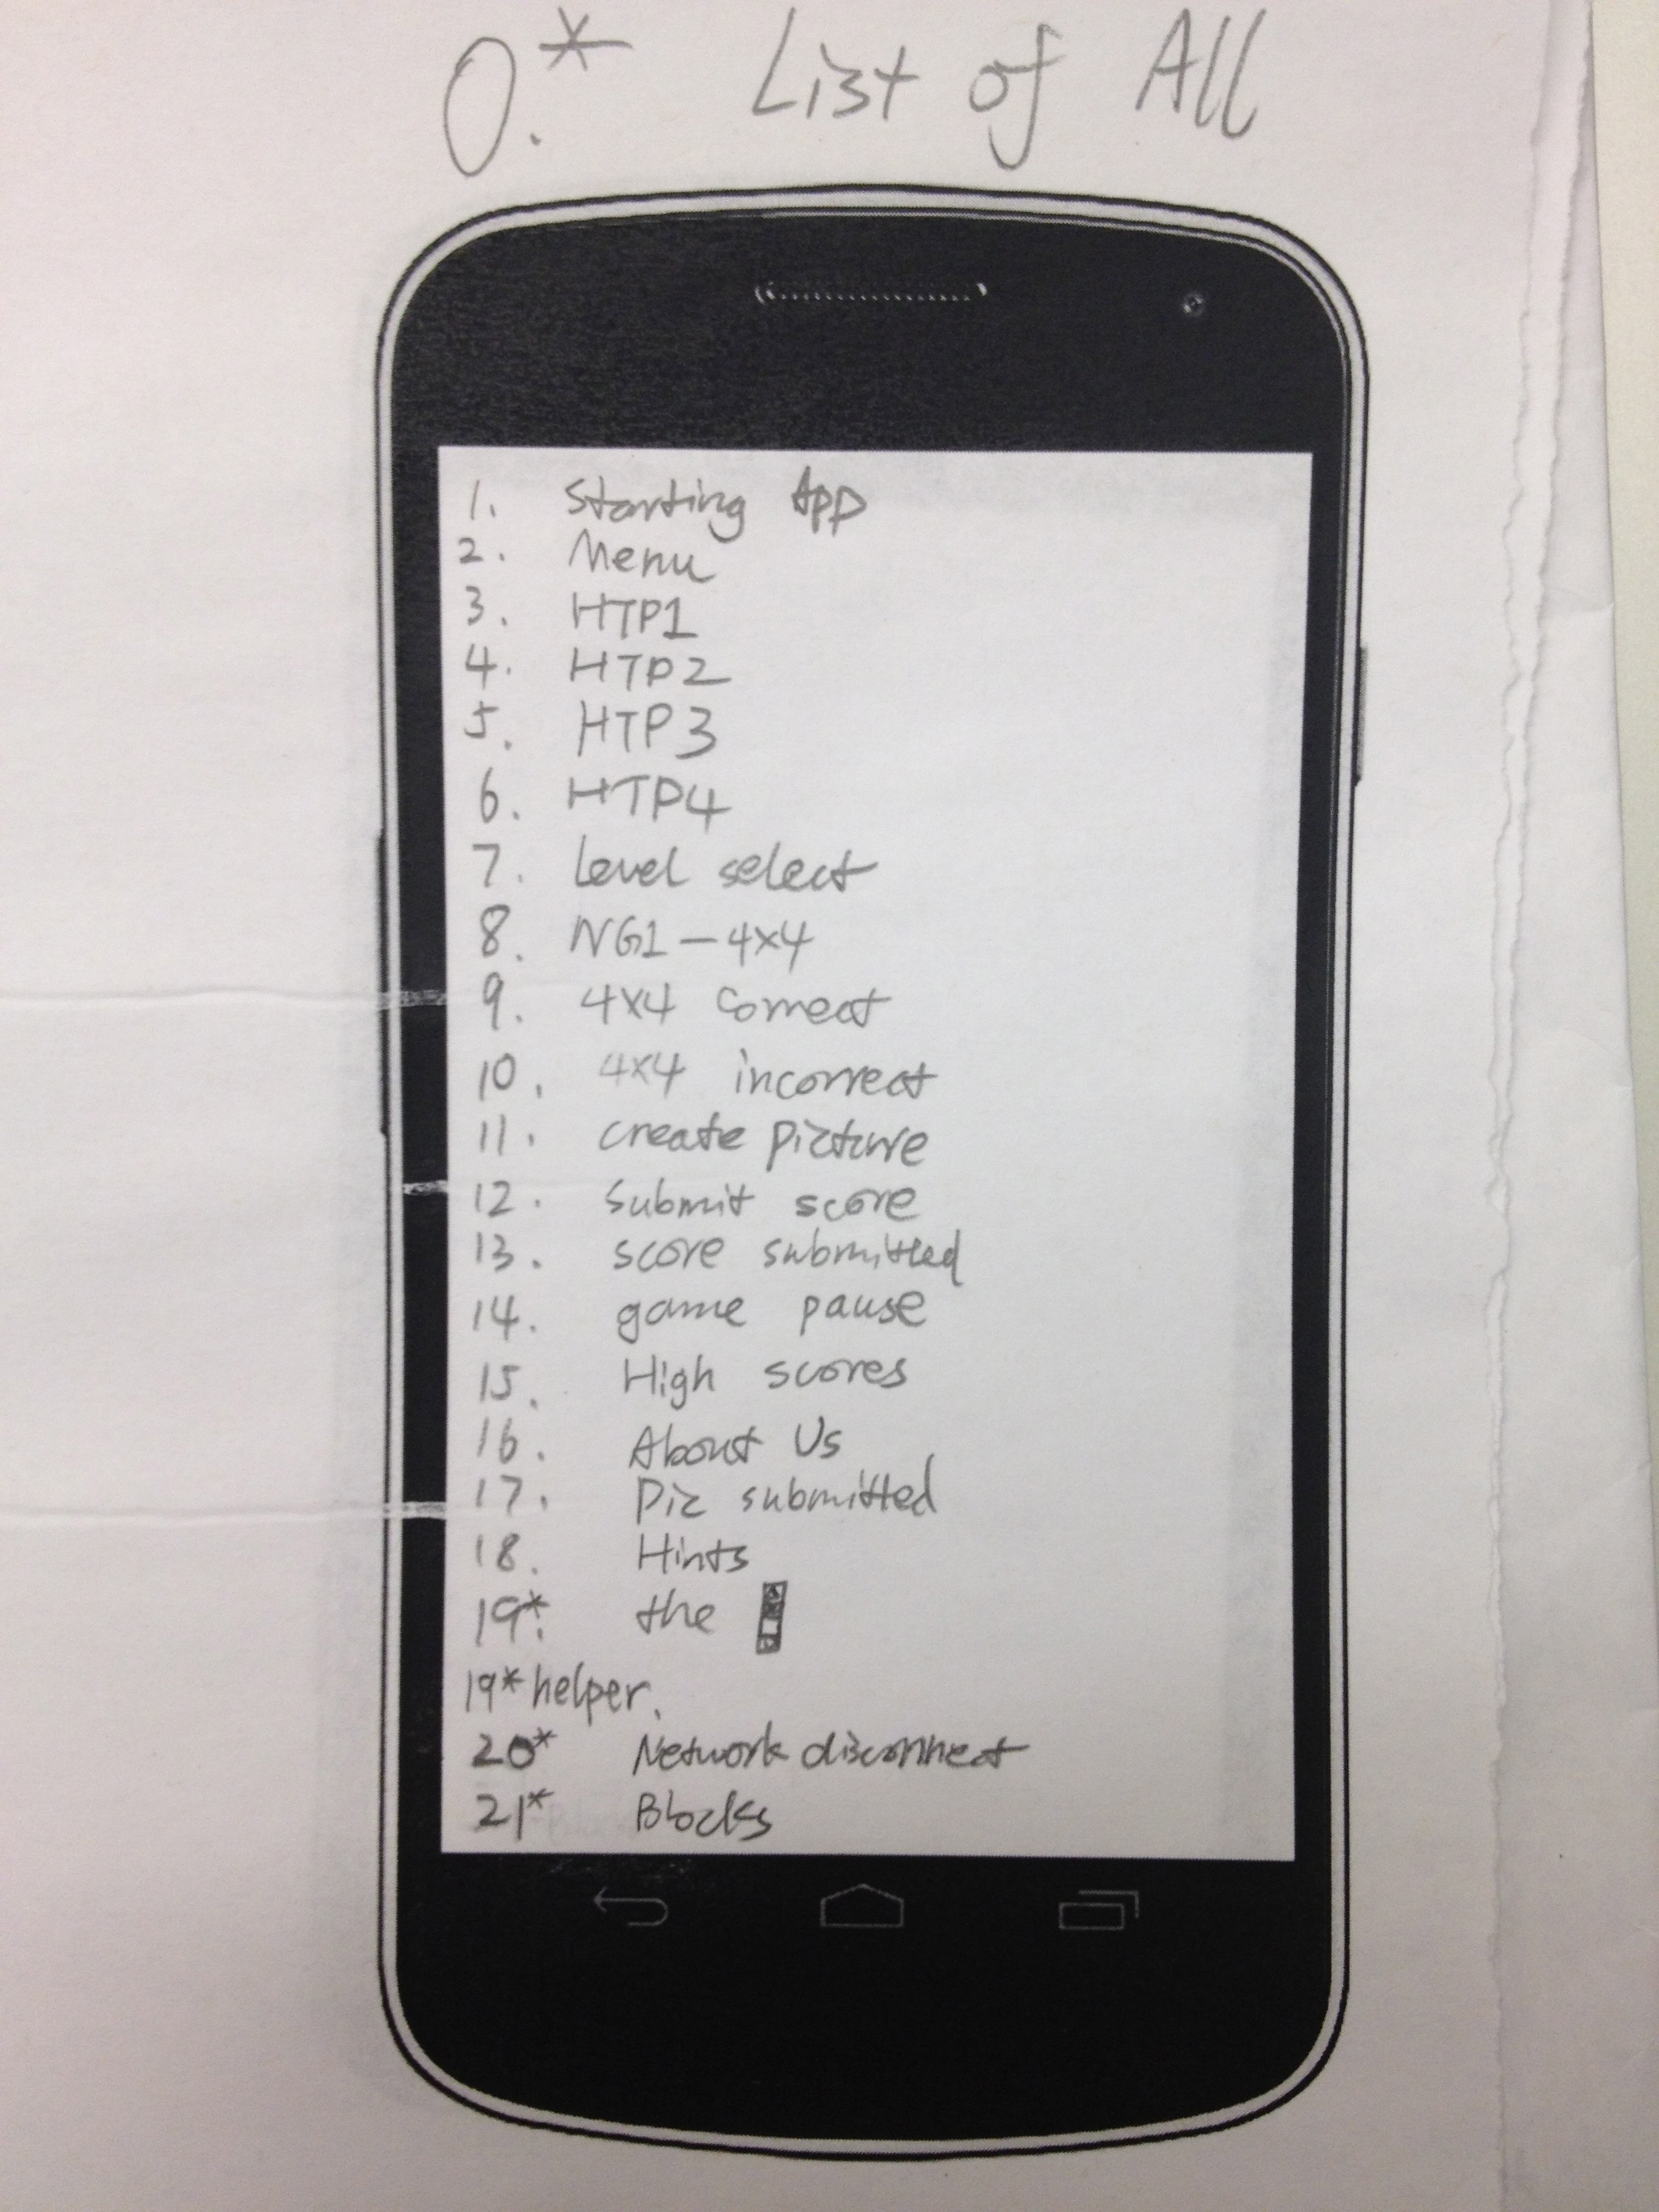 0.* List of All
1. Starting App
2. Menu
3. HTP1
4. HTP2
5. HTP3
6. HTP4
7. Level select
8. NG1 - 4x4
9. 4x4 correct
10. 4x4 incorrect
11. create picture
12. Submit score
13. score submitted
14. game pause
15. High scores
16. About Us
17. Pic submitted
18. Hints
19*. the
19* helper.
20* Network disconnect
21* Blocks